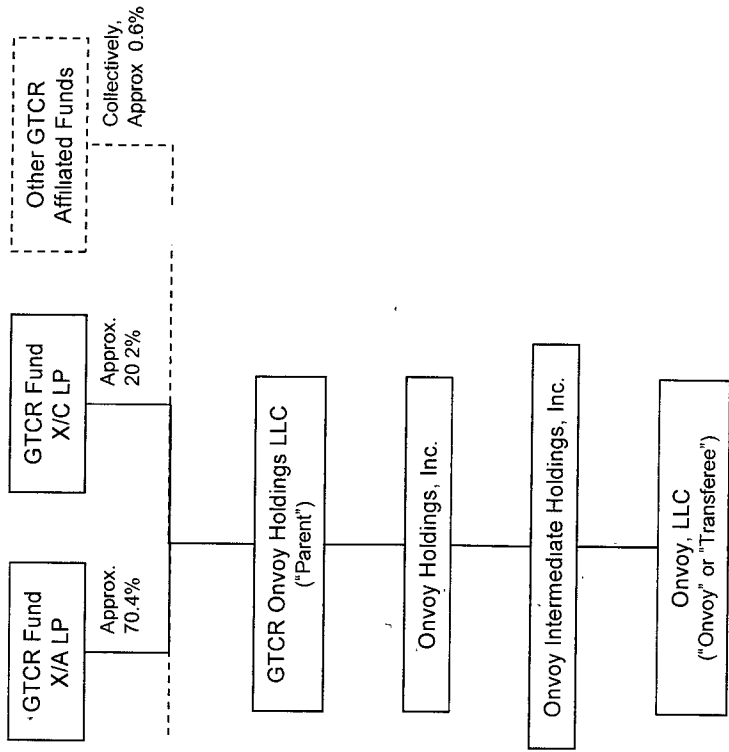 GTCR Fund
X/A LP
GTCR Fund
X/C LP
Other GTCR
Affiliated Funds
Approx.
70.4%
Approx.
20 2%
Collectively,
Approx 0.6%
GTCR Onvoy Holdings LLC
("Parent")
Onvoy Holdings, Inc.
Onvoy Intermediate Holdings, Inc.
Onvoy, LLC
("Onvoy" or "Transferee")